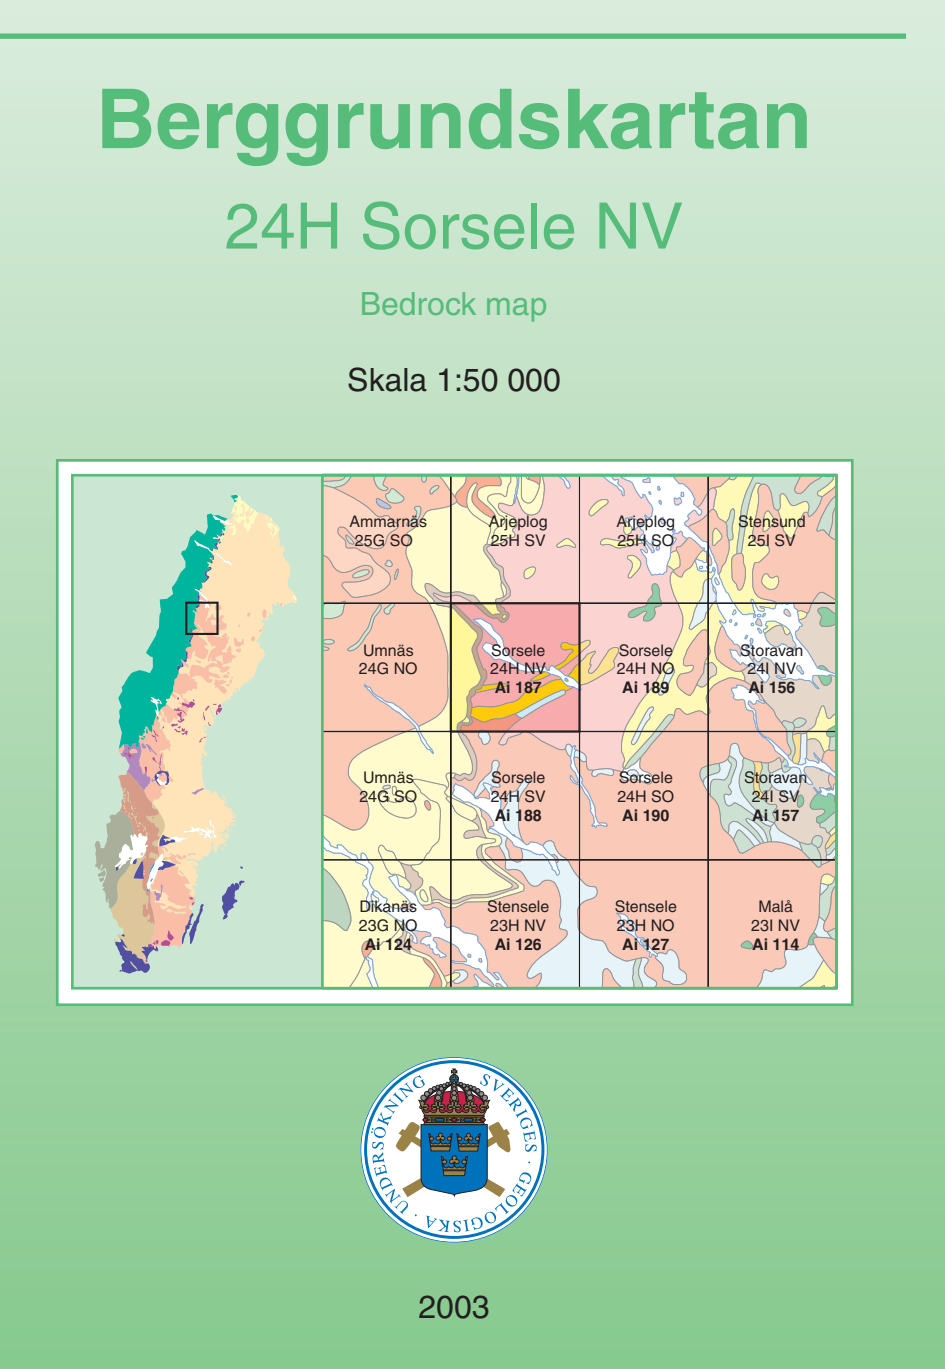 Berggrundskartan
24H Sorsele NV
Bedrock map
Skala 1:50 000
Ammarnäs
25G SO
Arjeplog
25H SV
Arjeplog
25H SO
Stensund
25I SV
Umnäs
24G NO
Sorsele
24H NV
Ai 187
Sorsele
24H NO
Ai 189
Storavan
24I NV
Ai 156
Umnäs
24G SO
Sorsele
24H SV
Ai 188
Sorsele
24H SO
Ai 190
Storavan
24I SV
Ai 157
Dikanäs
23G NO
Ai 124
Stensele
23H NV
Ai 126
Stensele
23H NO
Ai 127
Malå
23I NV
Ai 114
SVERIGES · GEOLOGISKA · UNDERSÖKNING
2003